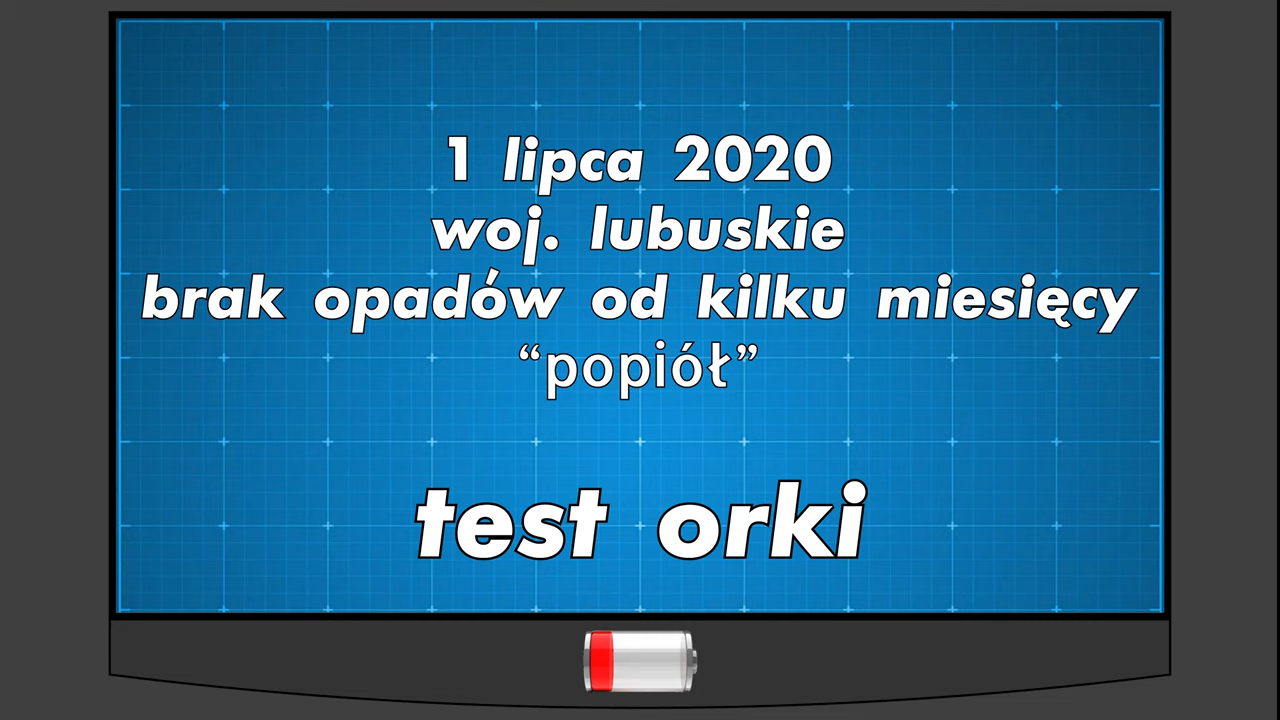 1 lipca 2020
woj. lubuskie
brak opadów od kilku miesięcy
“popiół”
test orki